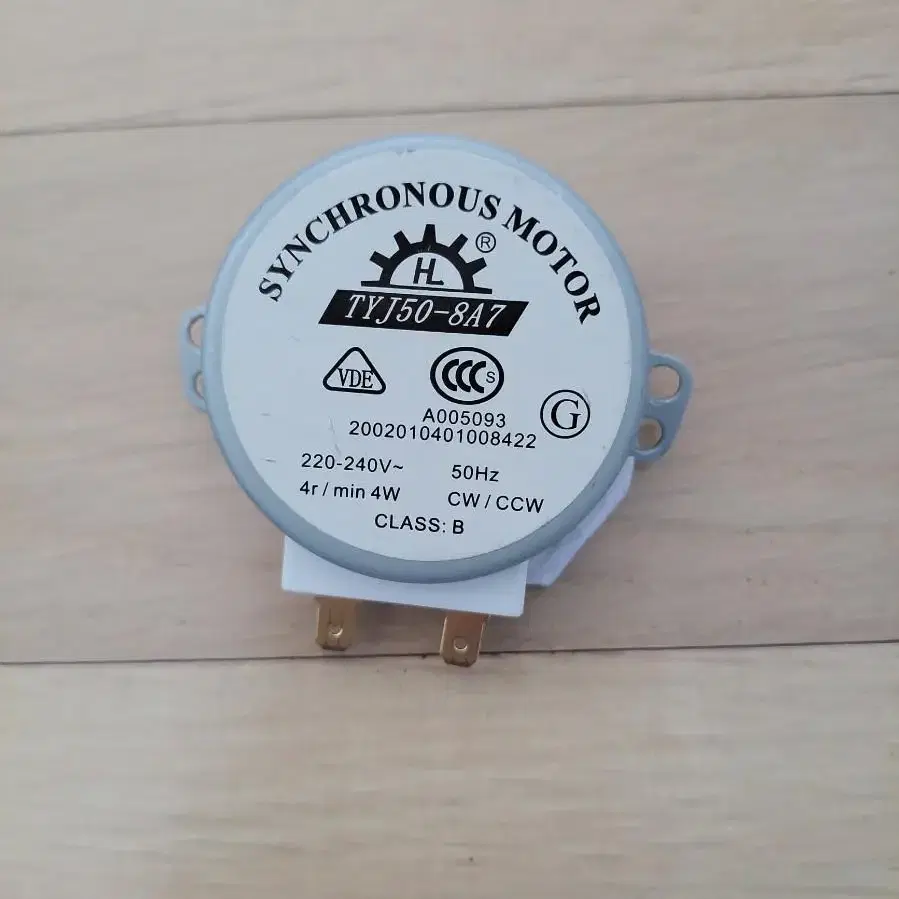 SYNCHRONOUS MOTOR
®
HL
TYJ50-8A7
VDE
CCC S
A005093
G
2002010401008422
220-240V~ 50Hz
4r/min 4W CW/CCW
CLASS: B